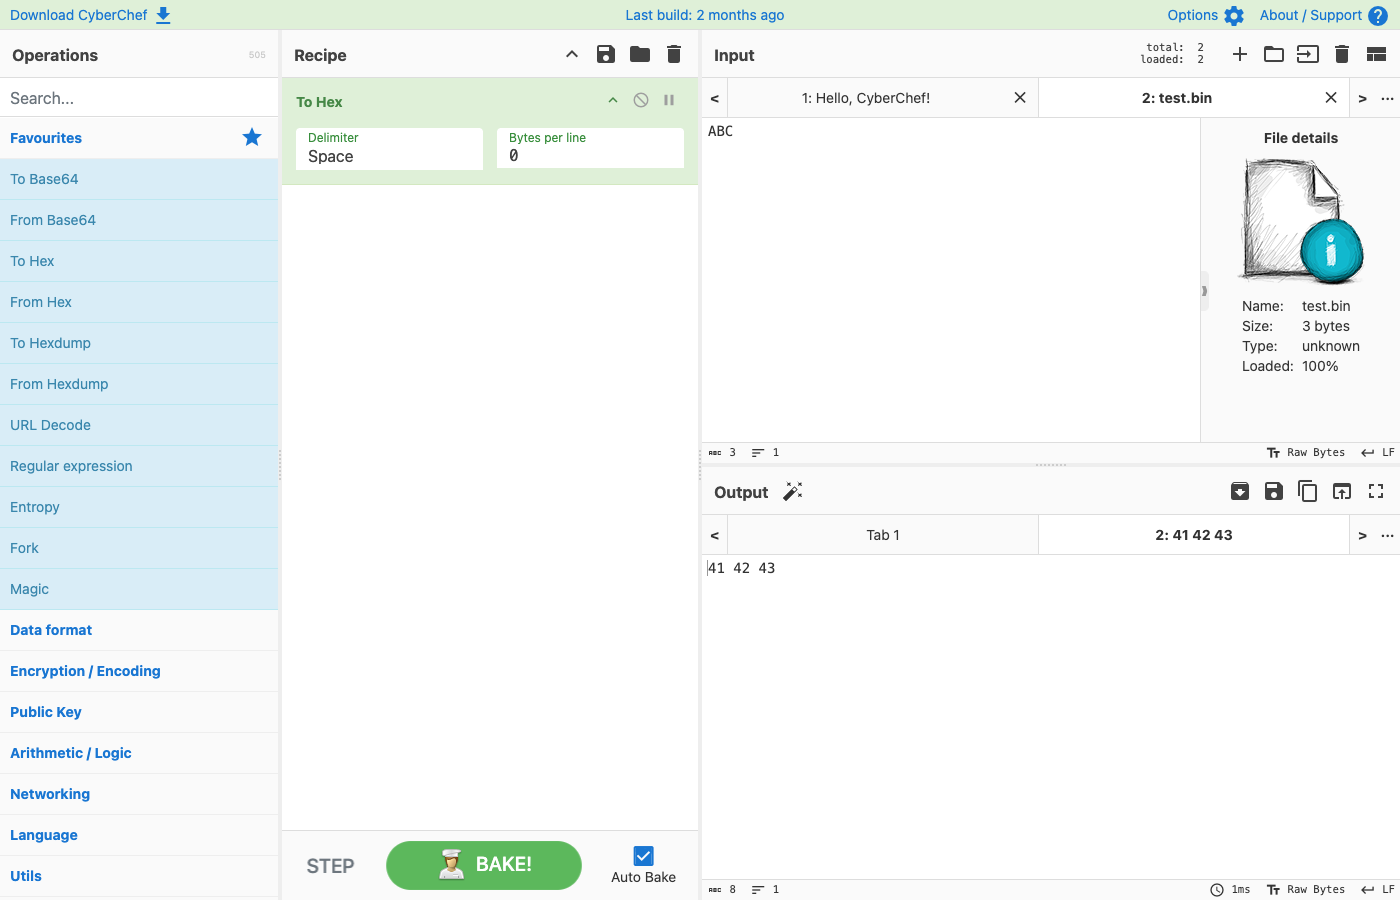 Download CyberChef
Last build: 2 months ago
Options
About / Support
Operations
505
Search...
Favourites
To Base64
From Base64
To Hex
From Hex
To Hexdump
From Hexdump
URL Decode
Regular expression
Entropy
Fork
Magic
Data format
Encryption / Encoding
Public Key
Arithmetic / Logic
Networking
Language
Utils
Recipe
To Hex
Delimiter
Space
Bytes per line
0
STEP
BAKE!
Auto Bake
Input
total: 2
loaded: 2
<
1: Hello, CyberChef!
2: test.bin
>
...
ABC
File details
Name: test.bin
Size: 3 bytes
Type: unknown
Loaded: 100%
ABC 3
1
Raw Bytes
LF
Output
<
Tab 1
2: 41 42 43
>
...
41 42 43
ABC 8
1
1ms
Raw Bytes
LF